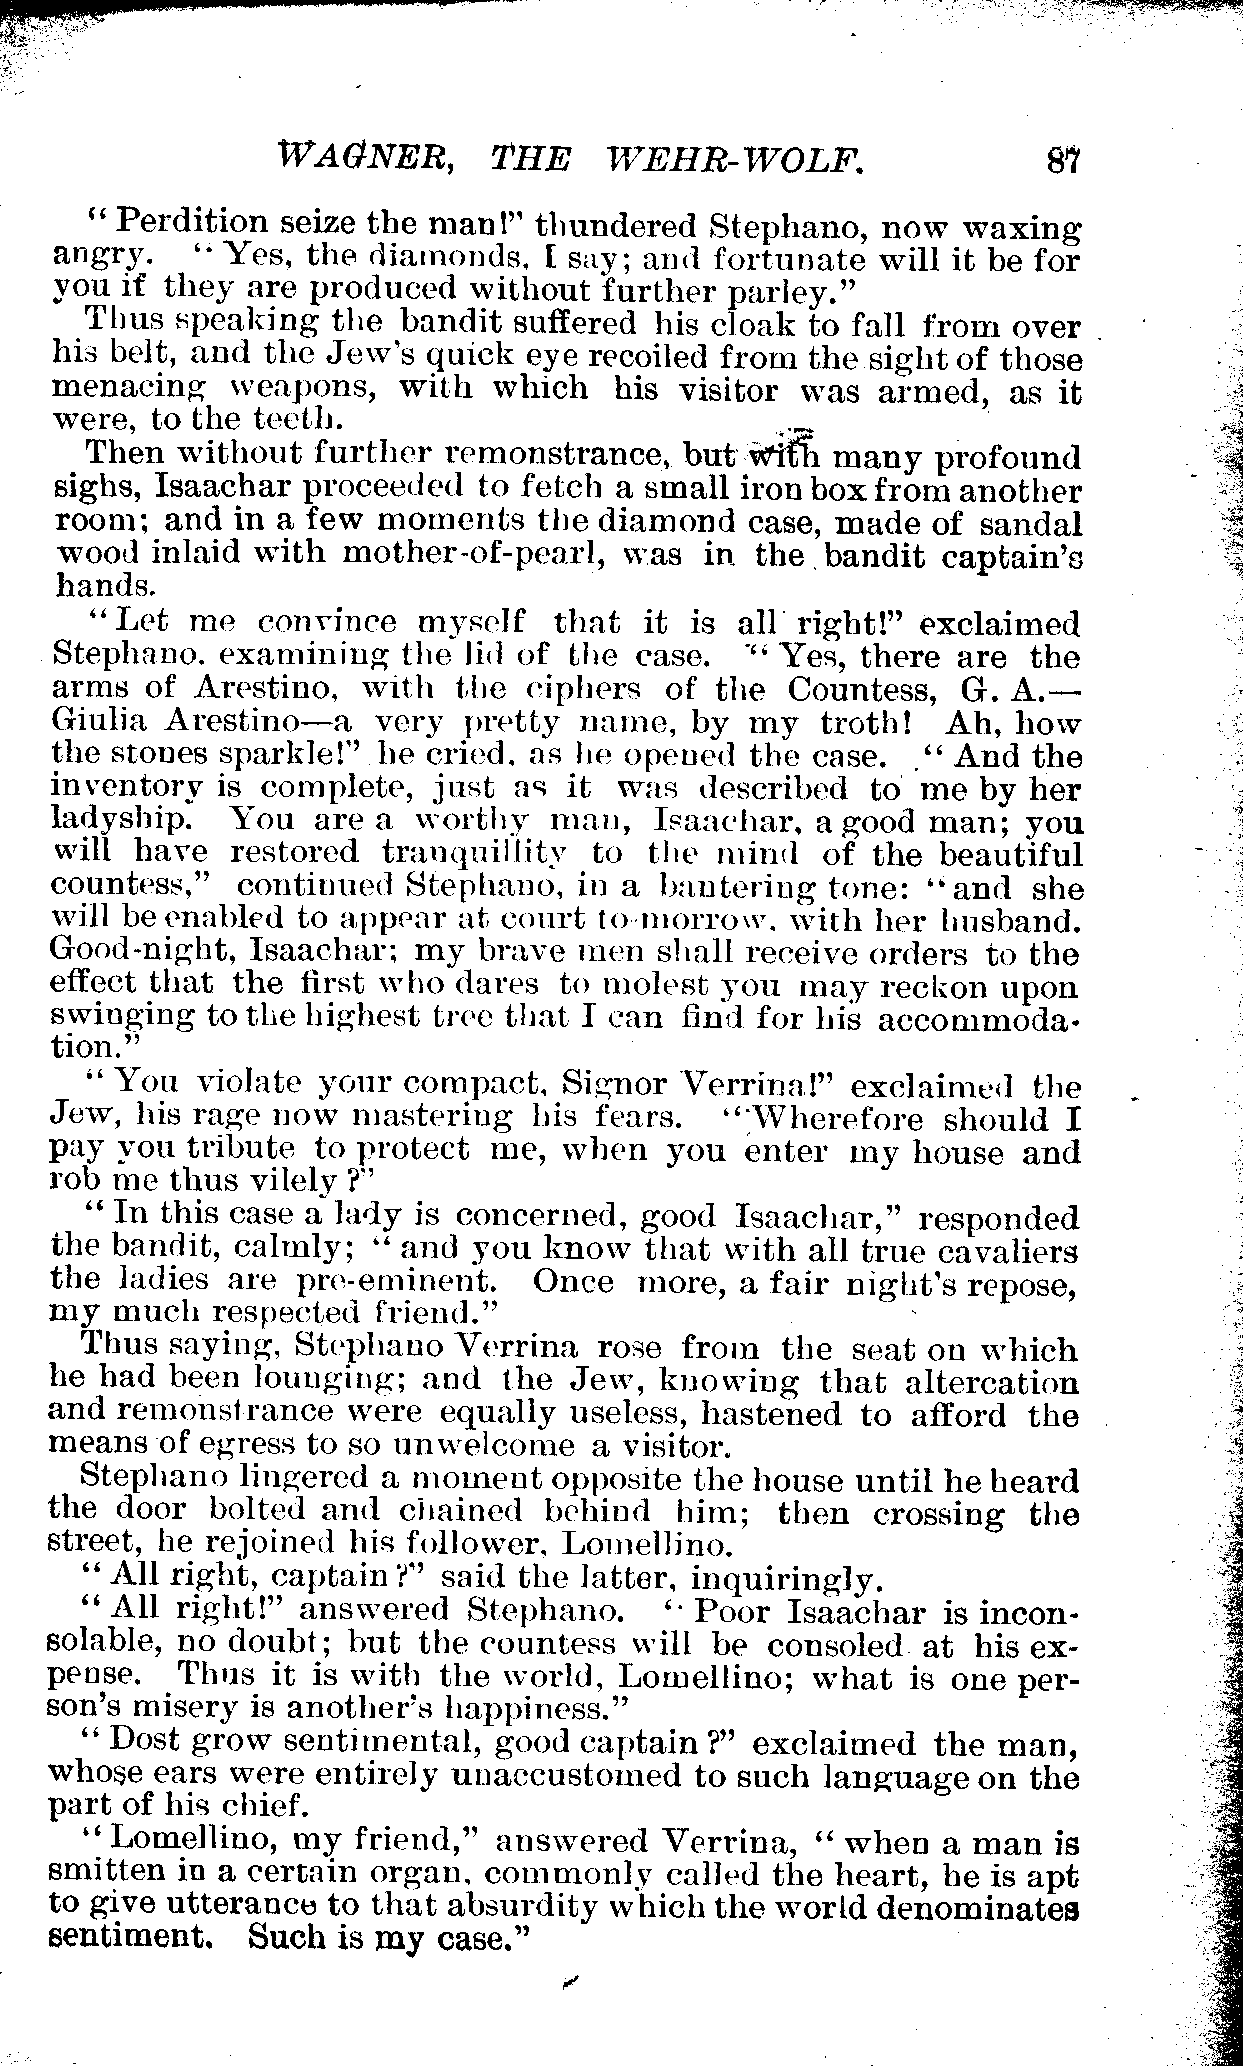 WAGNER, THE WEHR-WOLF. 87
"Perdition seize the man!" thundered Stephano, now waxing
angry. "Yes, the diamonds, I say; and fortunate will it be for
you if they are produced without further parley."
Thus speaking the bandit suffered his cloak to fall from over
his belt, and the Jew's quick eye recoiled from the sight of those
menacing weapons, with which his visitor was armed, as it
were, to the teeth.
Then without further remonstrance, but with many profound
sighs, Isaachar proceeded to fetch a small iron box from another
room; and in a few moments the diamond case, made of sandal
wood inlaid with mother-of-pearl, was in the bandit captain's
hands.
"Let me convince myself that it is all right!" exclaimed
Stephano, examining the lid of the case. "Yes, there are the
arms of Arestino, with the ciphers of the Countess, G. A.—
Giulia Arestino—a very pretty name, by my troth! Ah, how
the stones sparkle!" he cried, as he opened the case. "And the
inventory is complete, just as it was described to me by her
ladyship. You are a worthy man, Isaachar, a good man; you
will have restored tranquillity to the mind of the beautiful
countess," continued Stephano, in a bantering tone: "and she
will be enabled to appear at court to-morrow, with her husband.
Good-night, Isaachar; my brave men shall receive orders to the
effect that the first who dares to molest you may reckon upon
swinging to the highest tree that I can find for his accommoda-
tion."
"You violate your compact, Signor Verrina!" exclaimed the
Jew, his rage now mastering his fears. "Wherefore should I
pay you tribute to protect me, when you enter my house and
rob me thus vilely?"
"In this case a lady is concerned, good Isaachar," responded
the bandit, calmly; "and you know that with all true cavaliers
the ladies are pre-eminent. Once more, a fair night's repose,
my much respected friend."
Thus saying, Stephano Verrina rose from the seat on which
he had been lounging; and the Jew, knowing that altercation
and remonstrance were equally useless, hastened to afford the
means of egress to so unwelcome a visitor.
Stephano lingered a moment opposite the house until he heard
the door bolted and chained behind him; then crossing the
street, he rejoined his follower, Lomellino.
"All right, captain?" said the latter, inquiringly.
"All right!" answered Stephano. "Poor Isaachar is incon-
solable, no doubt; but the countess will be consoled at his ex-
pense. Thus it is with the world, Lomellino; what is one per-
son's misery is another's happiness."
"Dost grow sentimental, good captain?" exclaimed the man,
whose ears were entirely unaccustomed to such language on the
part of his chief.
"Lomellino, my friend," answered Verrina, "when a man is
smitten in a certain organ, commonly called the heart, he is apt
to give utterance to that absurdity which the world denominates
sentiment. Such is my case."